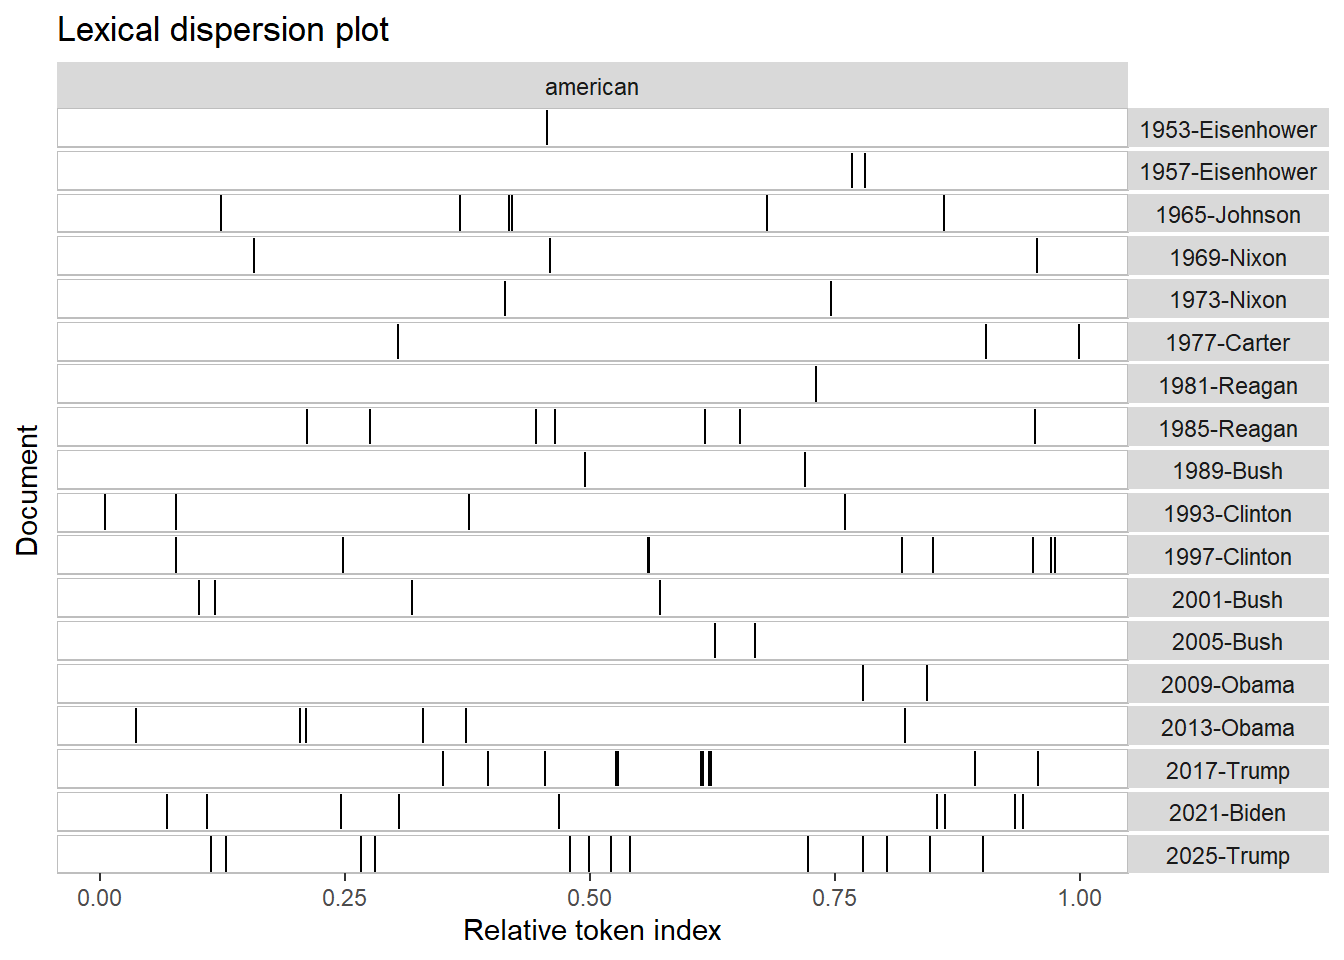 Lexical dispersion plot
american
1953-Eisenhower
1957-Eisenhower
1965-Johnson
1969-Nixon
1973-Nixon
1977-Carter
1981-Reagan
1985-Reagan
1989-Bush
1993-Clinton
1997-Clinton
2001-Bush
2005-Bush
2009-Obama
2013-Obama
2017-Trump
2021-Biden
2025-Trump
Document
0.00 0.25 0.50 0.75 1.00
Relative token index